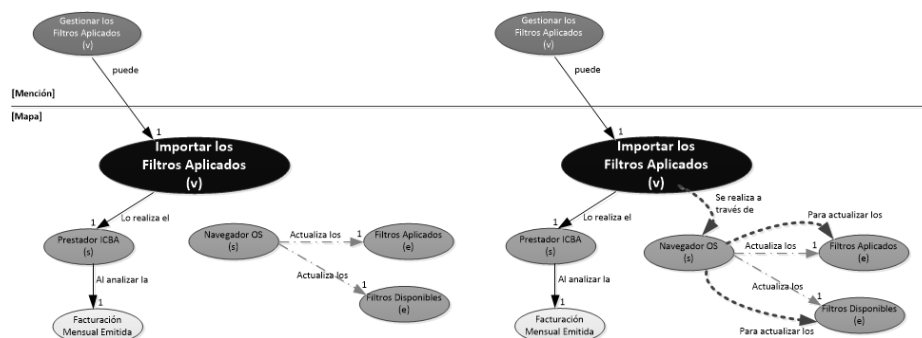 Gestionar los
Filtros Aplicados
(v)
puede
[Mención]
[Mapa]
1
Importar los
Filtros Aplicados
(v)
Lo realiza el
1
Prestador ICBA
(s)
Al analizar la
1
Facturación
Mensual Emitida
Navegador OS
(s)
Actualiza los
1
Filtros Aplicados
(e)
Actualiza los
1
Filtros Disponibles
(e)
Gestionar los
Filtros Aplicados
(v)
puede
1
Importar los
Filtros Aplicados
(v)
Se realiza a
través de
Lo realiza el
1
Prestador ICBA
(s)
Al analizar la
1
Facturación
Mensual Emitida
Navegador OS
(s)
Para actualizar los
Actualiza los
1
Filtros Aplicados
(e)
Actualiza los
1
Filtros Disponibles
(e)
Para actualizar los